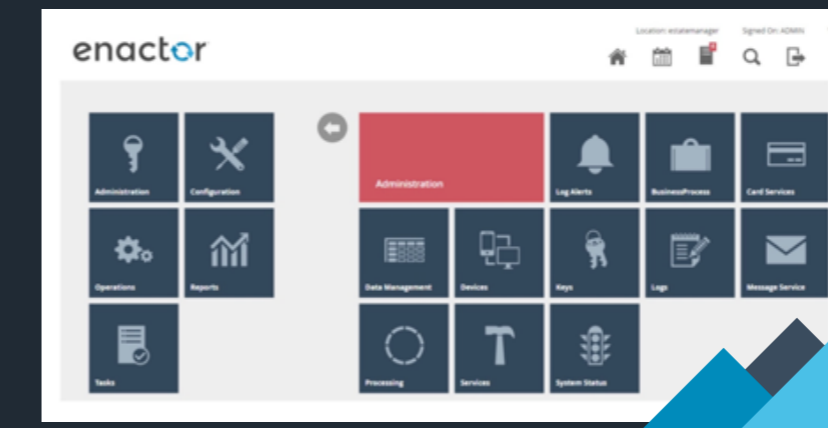 Location: estatemanager Signed On: ADMIN
enactor
Administration
Configuration
Administration
Log Alerts
BusinessProcess
Card Services
Operations
Reports
Data Management
Devices
Keys
Logs
Message Service
Tasks
Processing
Services
System Status